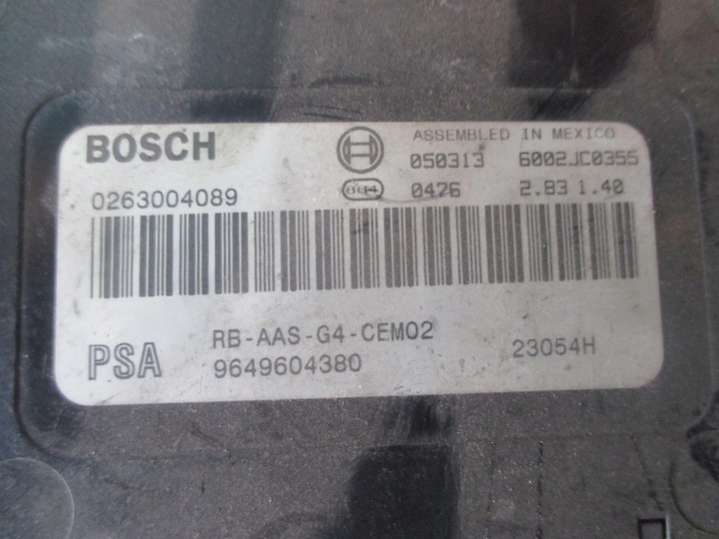 BOSCH
ASSEMBLED IN MEXICO
050313 6002JC0355
0263004089
0476 2.83 1.40
RB-AAS-G4-CEM02
PSA
9649604380
23054H